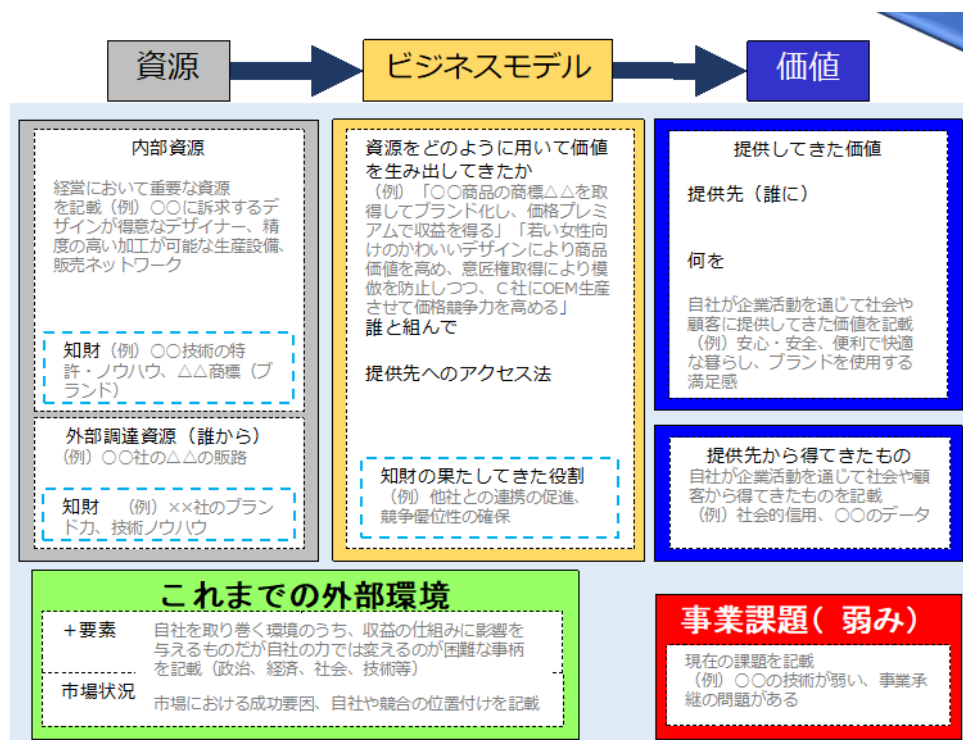 資源
ビジネスモデル
価値
内部資源
経営において重要な資源
を記載（例）〇〇に訴求するデ
ザインが得意なデザイナー、精
度の高い加工が可能な生産設備、
販売ネットワーク
知財（例）〇〇技術の特
許・ノウハウ、△△商標（ブ
ランド）
外部調達資源（誰から）
（例）〇〇社の△△の販路
知財　（例）××社のブラン
ド力、技術ノウハウ
資源をどのように用いて価値
を生み出してきたか
（例）「〇〇商品の商標△△を取
得してブランド化し、価格プレミ
アムで収益を得る」「若い女性向
けのかわいいデザインにより商品
価値を高め、意匠権取得により模
倣を防止しつつ、Ｃ社にOEM生産
させて価格競争力を高める」
誰と組んで
提供先へのアクセス法
知財の果たしてきた役割
（例）他社との連携の促進、
競争優位性の確保
提供してきた価値
提供先（誰に）
何を
自社が企業活動を通じて社会や
顧客に提供してきた価値を記載
（例）安心・安全、便利で快適
な暮らし、ブランドを使用する
満足感
提供先から得てきたもの
自社が企業活動を通じて社会や顧
客から得てきたものを記載
（例）社会的信用、〇〇のデータ
これまでの外部環境
+要素
自社を取り巻く環境のうち、収益の仕組みに影響を
与えるものだが自社の力では変えるのが困難な事柄
を記載（政治、経済、社会、技術等）
市場状況
市場における成功要因、自社や競合の位置付けを記載
事業課題( 弱み）
現在の課題を記載
（例）〇〇の技術が弱い、事業承
継の問題がある